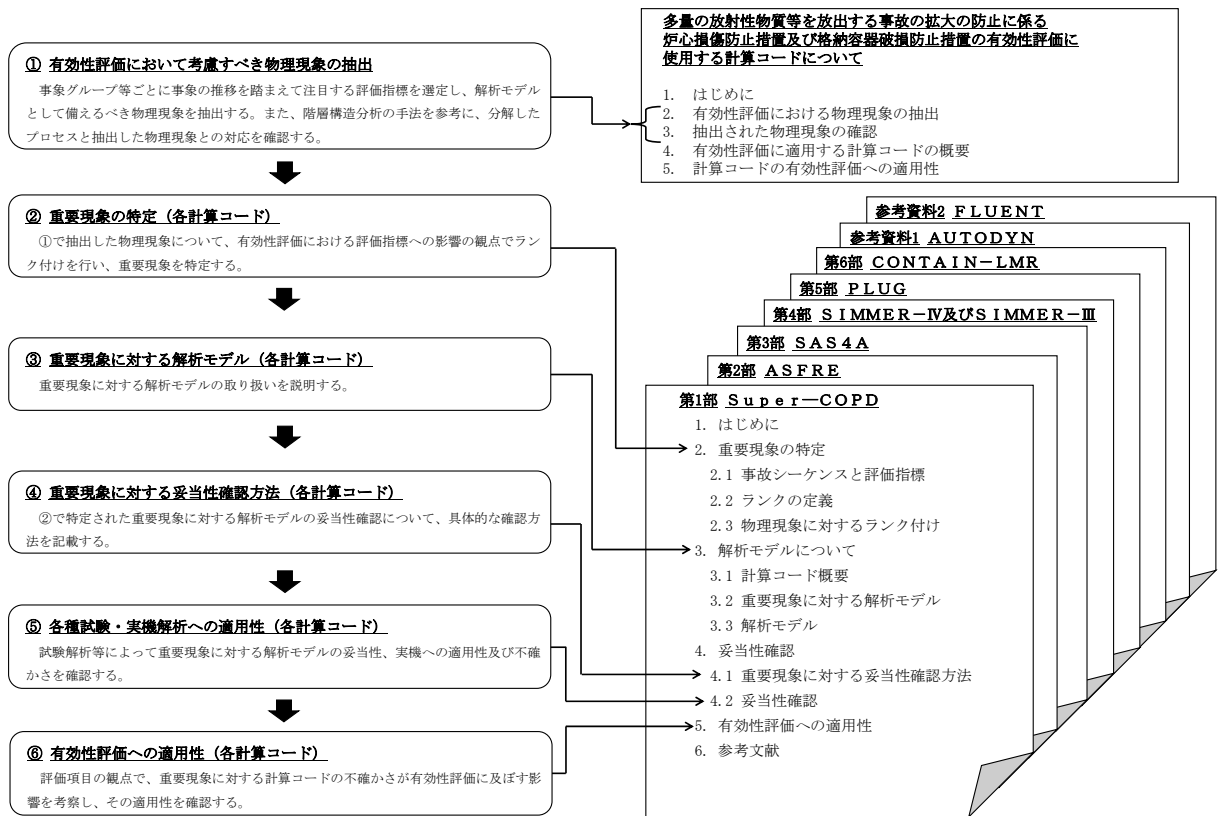 ① 有効性評価において考慮すべき物理現象の抽出
事象グループ等ごとに事象の推移を踏まえて注目する評価指標を選定し、解析モデル
として備えるべき物理現象を抽出する。また、階層構造分析の手法を参考に、分解した
プロセスと抽出した物理現象との対応を確認する。
② 重要現象の特定（各計算コード）
①で抽出した物理現象について、有効性評価における評価指標への影響の観点でラン
ク付けを行い、重要現象を特定する。
③ 重要現象に対する解析モデル（各計算コード）
重要現象に対する解析モデルの取り扱いを説明する。
④ 重要現象に対する妥当性確認方法（各計算コード）
②で特定された重要現象に対する解析モデルの妥当性確認について、具体的な確認方
法を記載する。
⑤ 各種試験・実機解析への適用性（各計算コード）
試験解析等によって重要現象に対する解析モデルの妥当性、実機への適用性及び不確
かさを確認する。
⑥ 有効性評価への適用性（各計算コード）
評価項目の観点で、重要現象に対する計算コードの不確かさが有効性評価に及ぼす影
響を考察し、その適用性を確認する。
多量の放射性物質等を放出する事故の拡大の防止に係る
炉心損傷防止措置及び格納容器破損防止措置の有効性評価に
使用する計算コードについて
1. はじめに
2. 有効性評価における物理現象の抽出
3. 抽出された物理現象の確認
4. 有効性評価に適用する計算コードの概要
5. 計算コードの有効性評価への適用性
参考資料2 ＦＬＵＥＮＴ
参考資料1 ＡＵＴＯＤＹＮ
第6部 ＣＯＮＴＡＩＮ－ＬＭＲ
第5部 ＰＬＵＧ
第4部 ＳＩＭＭＥＲ－Ⅳ及びＳＩＭＭＥＲ－Ⅲ
第3部 ＳＡＳ４Ａ
第2部 ＡＳＦＲＥ
第1部 Ｓｕｐｅｒ－ＣＯＰＤ
1. はじめに
2. 重要現象の特定
2.1 事故シーケンスと評価指標
2.2 ランクの定義
2.3 物理現象に対するランク付け
3. 解析モデルについて
3.1 計算コード概要
3.2 重要現象に対する解析モデル
3.3 解析モデル
4. 妥当性確認
4.1 重要現象に対する妥当性確認方法
4.2 妥当性確認
5. 有効性評価への適用性
6. 参考文献